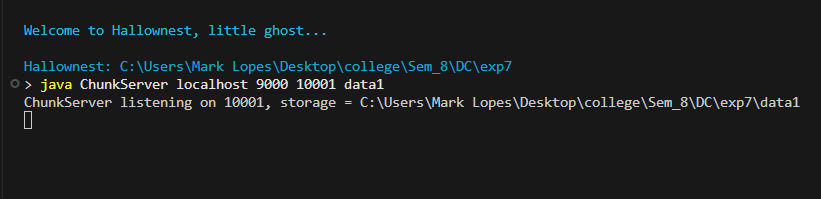 Welcome to Hallownest, little ghost...
Hallownest: C:\Users\Mark Lopes\Desktop\college\Sem_8\DC\exp7
> java ChunkServer localhost 9000 10001 data1
ChunkServer listening on 10001, storage = C:\Users\Mark Lopes\Desktop\college\Sem_8\DC\exp7\data1